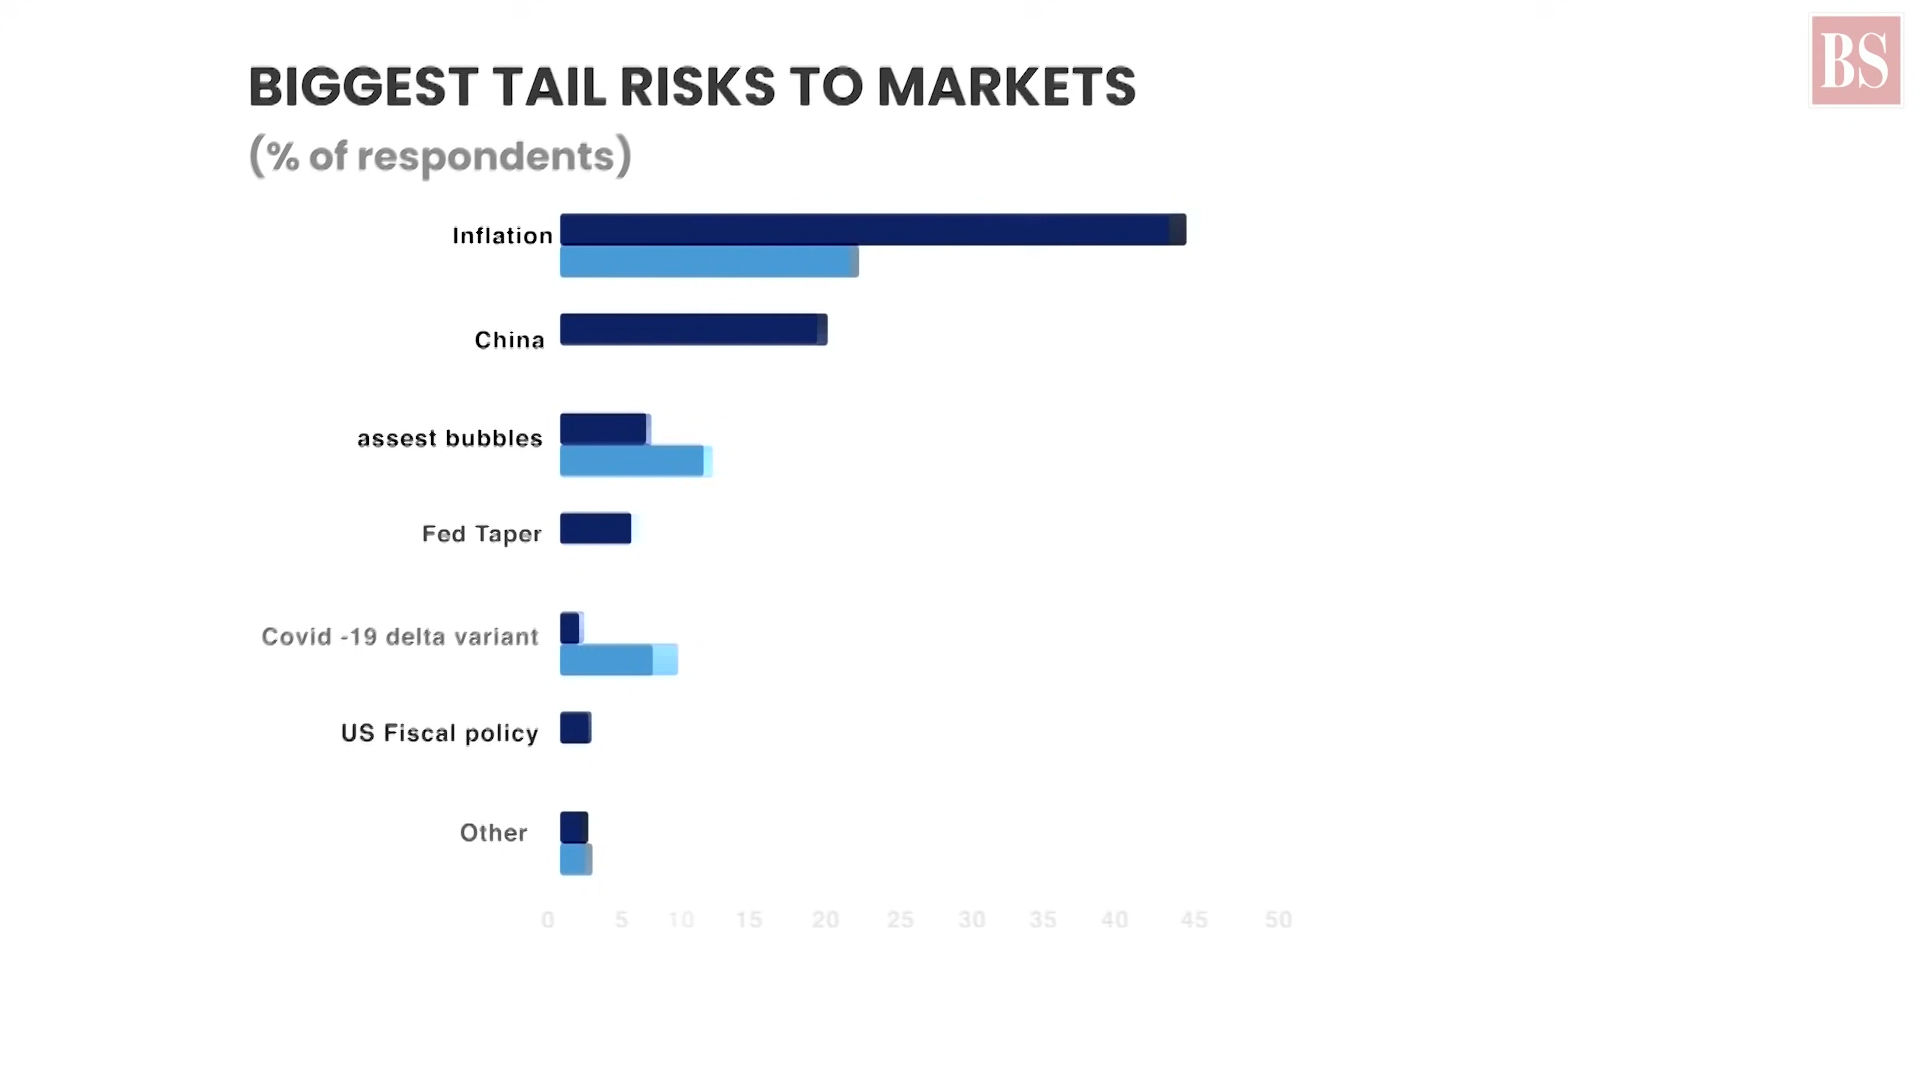 BS
BIGGEST TAIL RISKS TO MARKETS
(% of respondents)
Inflation
China
assest bubbles
Fed Taper
Covid -19 delta variant
US Fiscal policy
Other
0 5 10 15 20 25 30 35 40 45 50